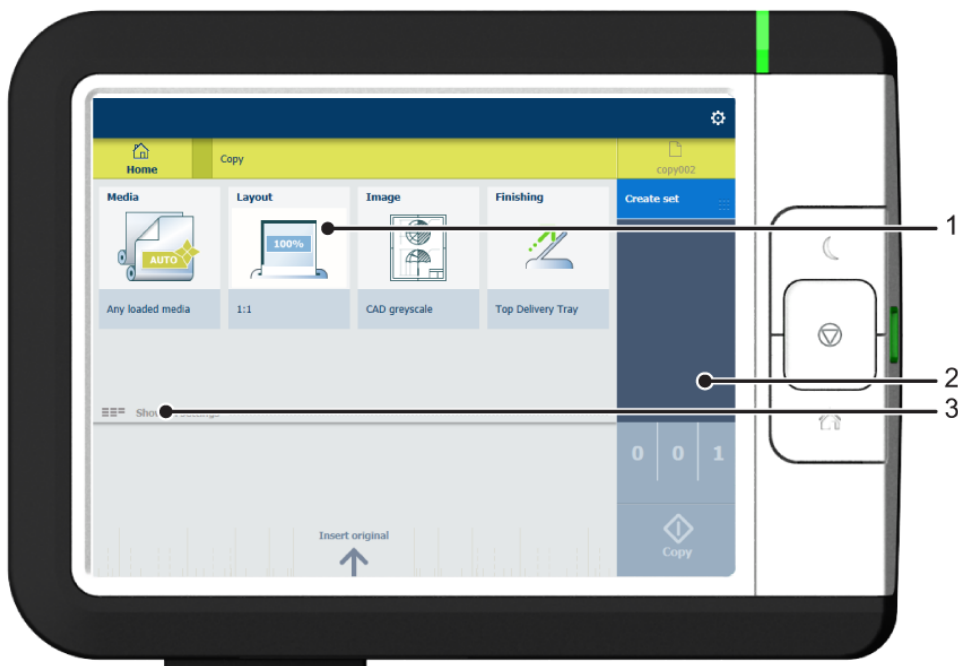 Home
Copy
copy002
Media
Layout
Image
Finishing
Create set
AUTO
100%
Any loaded media
1:1
CAD greyscale
Top Delivery Tray
1
2
3
0 0 1
Insert original
Copy